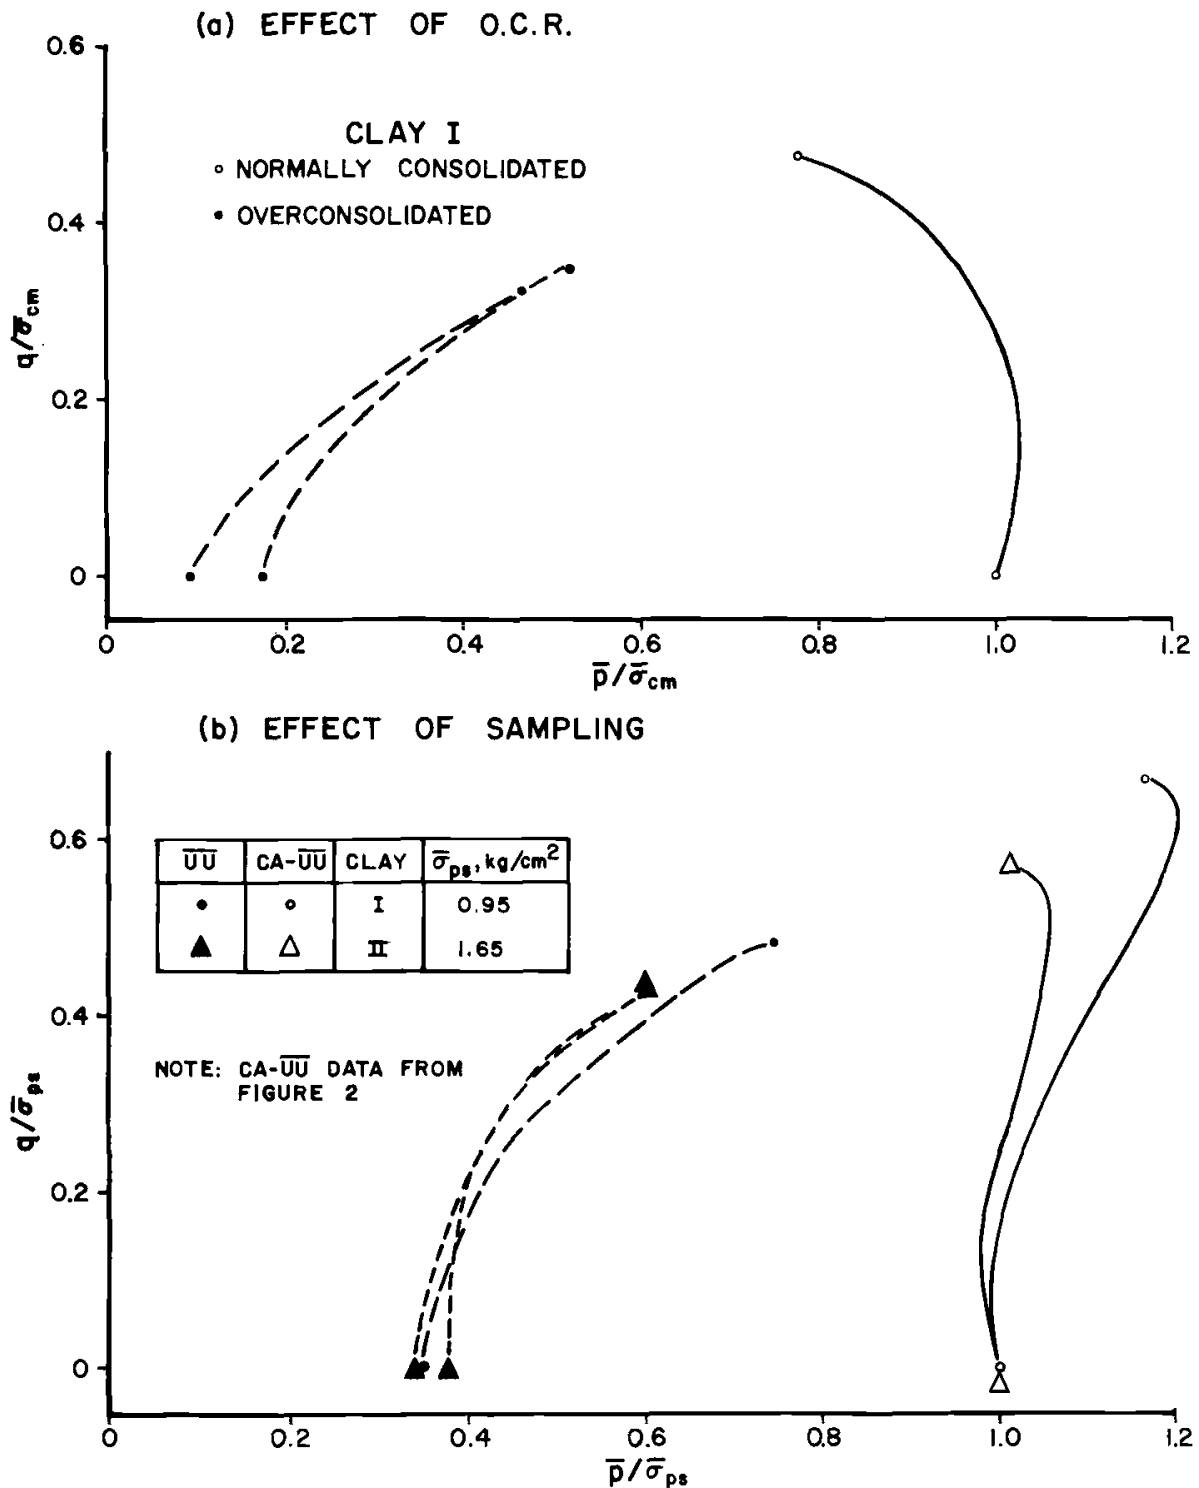 (a) EFFECT OF O.C.R.
0.6
0.4
0.2
0
q/σ̅cm
CLAY I
NORMALLY CONSOLIDATED
OVERCONSOLIDATED
0 0.2 0.4 0.6 0.8 1.0 1.2
p̅/σ̅cm
(b) EFFECT OF SAMPLING
0.6
0.4
0.2
0
q/σ̅ps
U̅U̅ CA-U̅U̅ CLAY σ̅ps, kg/cm²
I 0.95
II 1.65
NOTE: CA-U̅U̅ DATA FROM
FIGURE 2
0 0.2 0.4 0.6 0.8 1.0 1.2
p̅/σ̅ps